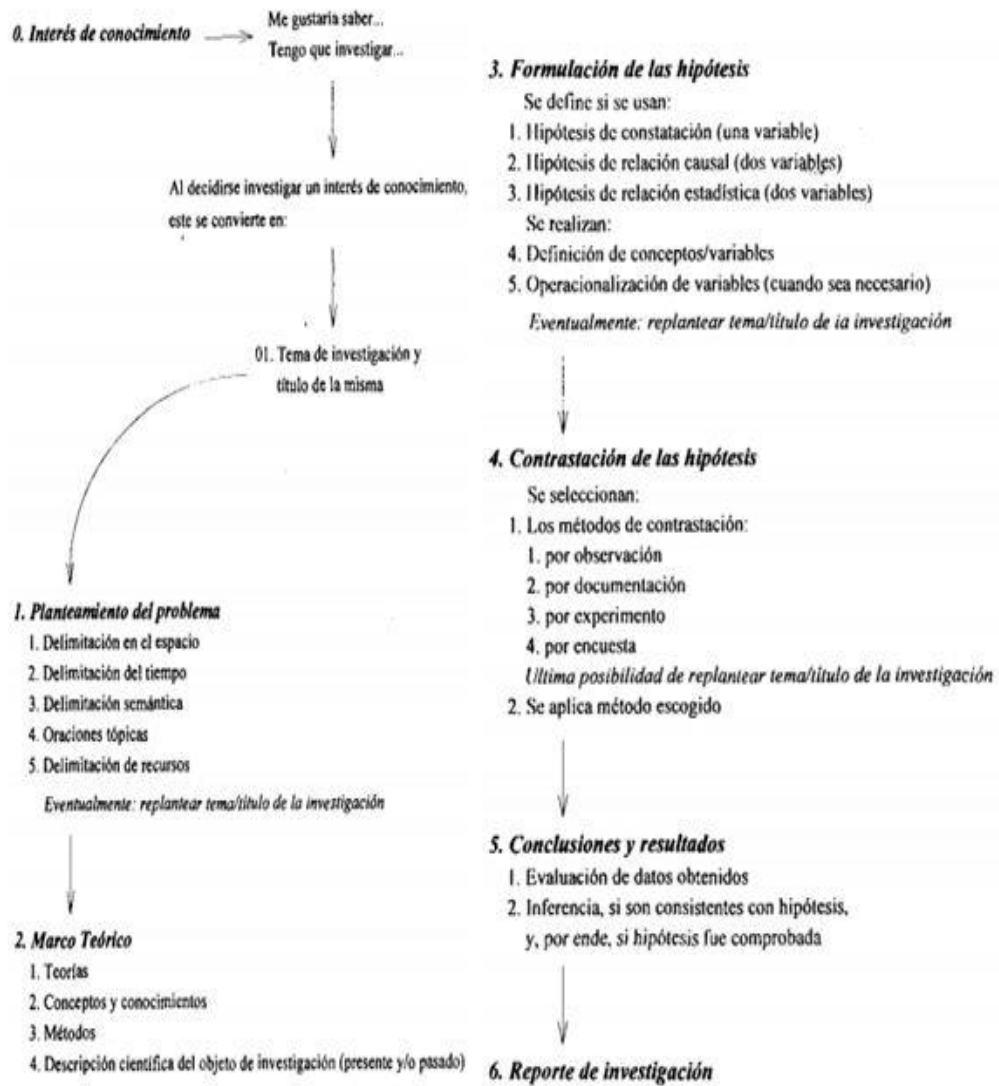 0. Interés de conocimiento
Me gustaria saber...
Tengo que investigar...
Al decidirse investigar un interés de conocimiento,
este se convierte en:
01. Tema de investigación y
título de la misma
1. Planteamiento del problema
1. Delimitación en el espacio
2. Delimitación del tiempo
3. Delimitación semántica
4. Oraciones tópicas
5. Delimitación de recursos
Eventualmente: replantear tema/título de la investigación
2. Marco Teórico
1. Teorías
2. Conceptos y conocimientos
3. Métodos
4. Descripción científica del objeto de investigación (presente y/o pasado)
3. Formulación de las hipótesis
Se define si se usan:
1. Hipótesis de constatación (una variable)
2. Hipótesis de relación causal (dos variables)
3. Hipótesis de relación estadística (dos variables)
Se realizan:
4. Definición de conceptos/variables
5. Operacionalización de variables (cuando sea necesario)
Eventualmente: replantear tema/título de la investigación
4. Contrastación de las hipótesis
Se seleccionan:
1. Los métodos de contrastación:
1. por observación
2. por documentación
3. por experimento
4. por encuesta
Ultima posibilidad de replantear tema/título de la investigación
2. Se aplica método escogido
5. Conclusiones y resultados
1. Evaluación de datos obtenidos
2. Inferencia, si son consistentes con hipótesis,
y, por ende, si hipótesis fue comprobada
6. Reporte de investigación